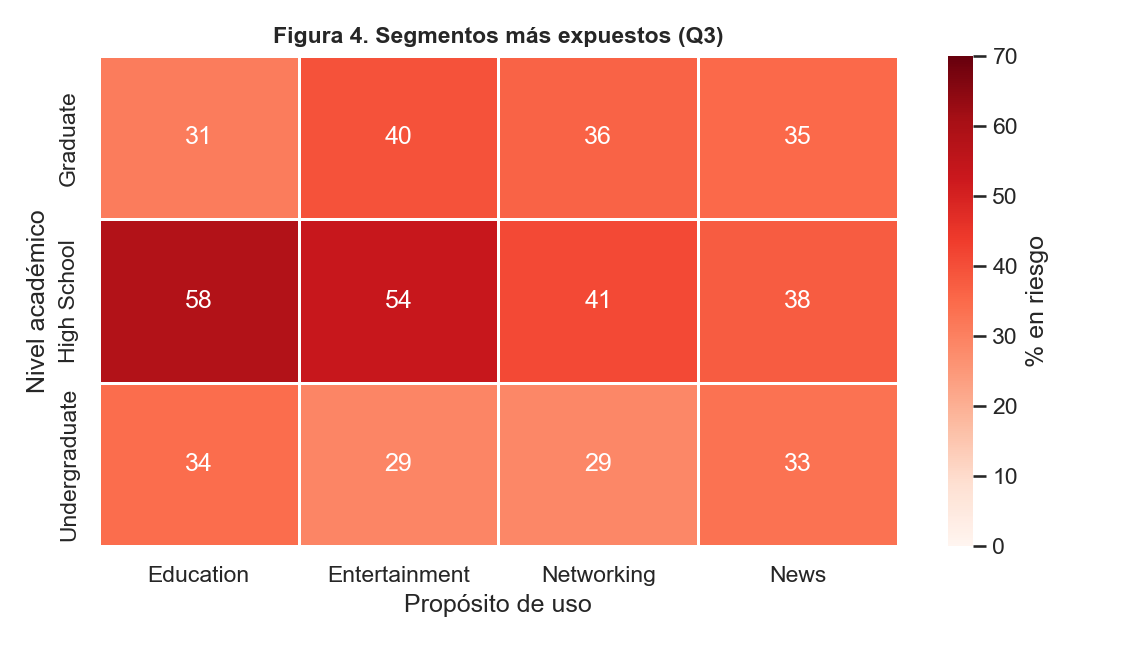 Figura 4. Segmentos más expuestos (Q3)
Nivel académico
Graduate
31 40 36 35
High School
58 54 41 38
Undergraduate
34 29 29 33
Education Entertainment Networking News
Propósito de uso
70
60
50
40
30
20
10
0
% en riesgo